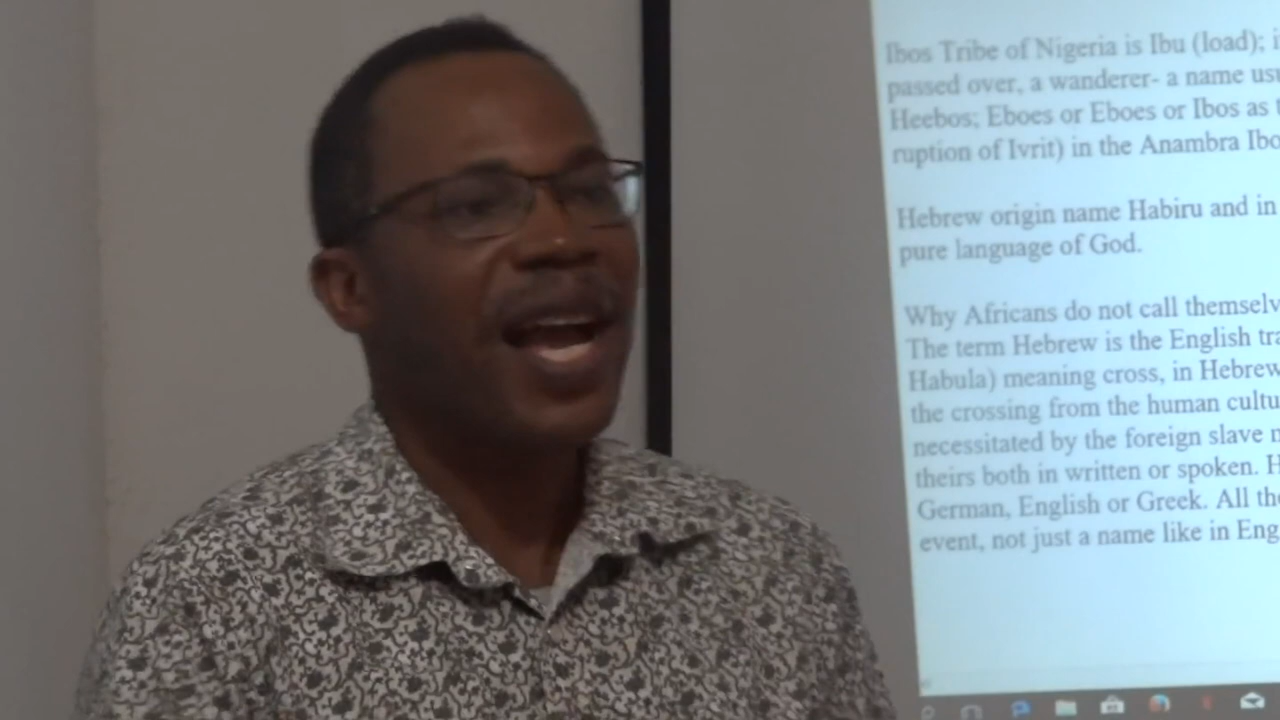 Ibos Tribe of Nigeria is Ibu (load); i
passed over, a wanderer- a name usu
Heebos; Eboes or Eboes or Ibos as t
ruption of Ivrit) in the Anambra Ibo
Hebrew origin name Habiru and in
pure language of God.
Why Africans do not call themselv
The term Hebrew is the English tra
Habula) meaning cross, in Hebrew
the crossing from the human cultu
necessitated by the foreign slave n
theirs both in written or spoken. H
German, English or Greek. All the
event, not just a name like in Eng